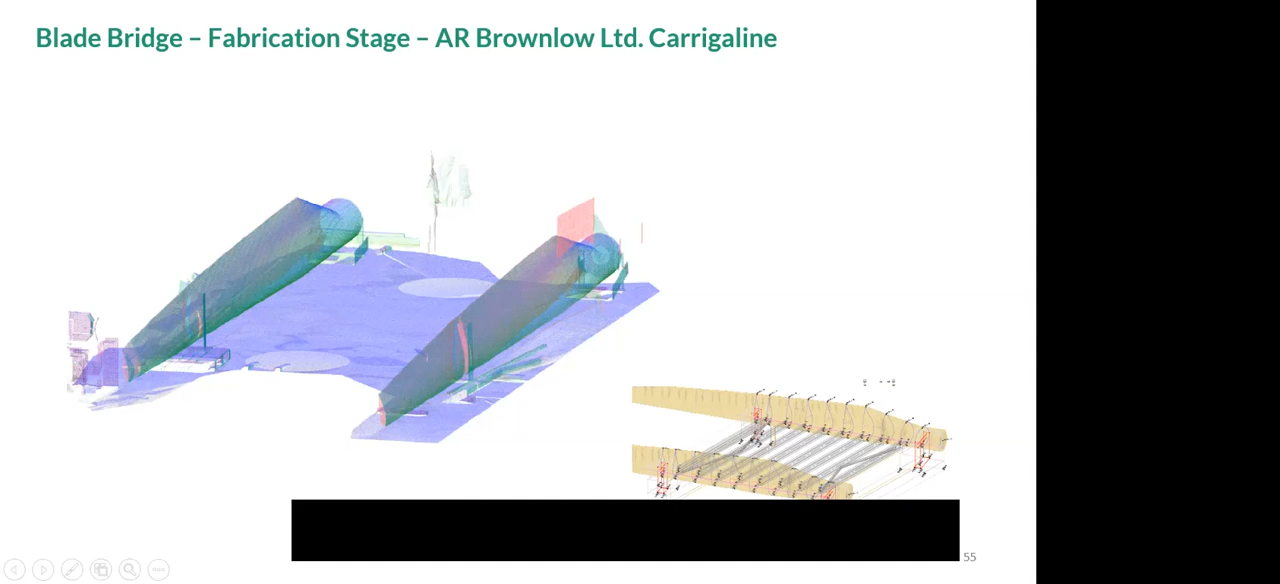 Blade Bridge – Fabrication Stage – AR Brownlow Ltd. Carrigaline
55